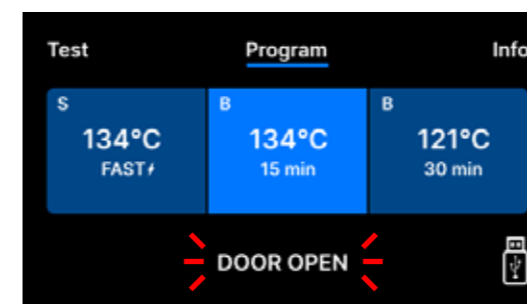 Test Program Info
S B B
134°C 134°C 121°C
FAST 15 min 30 min
DOOR OPEN